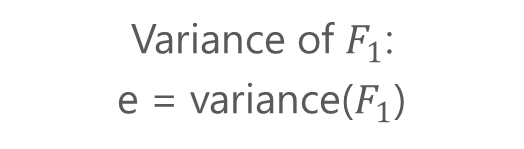 Variance of F₁:
e = variance(F₁)